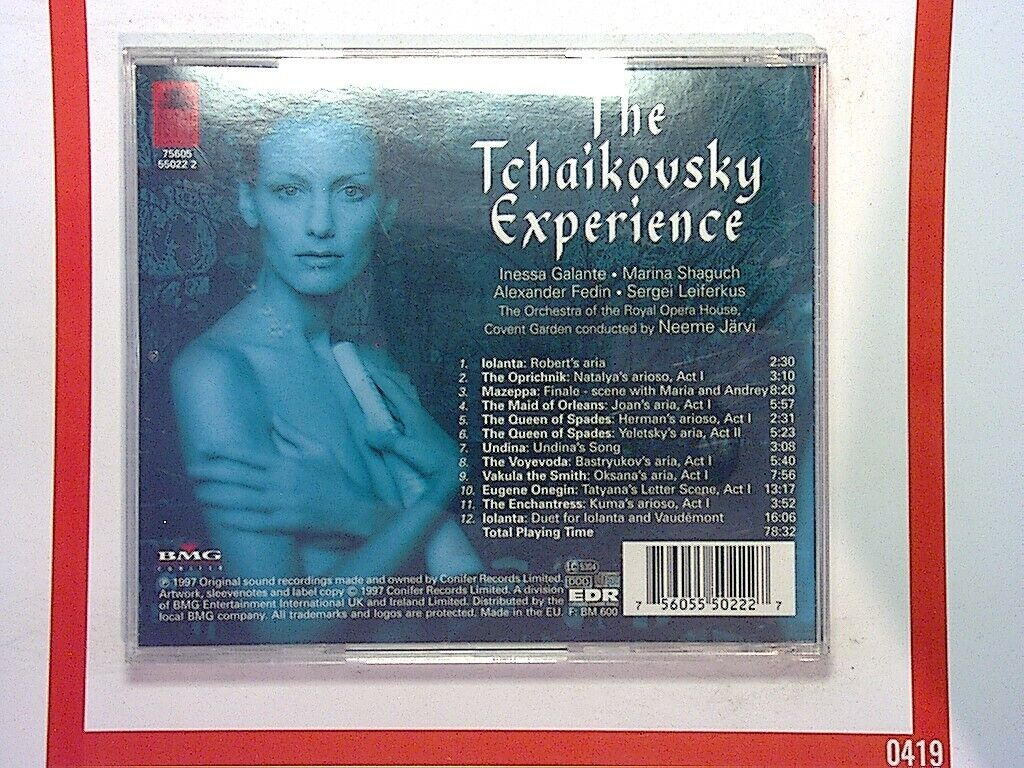 75605
55022 2
The
Tchaikovsky
Experience
Inessa Galante • Marina Shaguch
Alexander Fedin • Sergei Leiferkus
The Orchestra of the Royal Opera House,
Covent Garden conducted by Neeme Järvi
1. Iolanta: Robert's aria 2:30
2. The Oprichnik: Natalya's arioso, Act I 3:10
3. Mazeppa: Finale - scene with Maria and Andrey 8:20
4. The Maid of Orleans: Joan's aria, Act I 5:57
5. The Queen of Spades: Herman's arioso, Act I 2:31
6. The Queen of Spades: Yeletsky's aria, Act II 5:23
7. Undina: Undina's Song 3:08
8. The Voyevoda: Bastryukov's aria, Act I 5:40
9. Vakula the Smith: Oksana's aria, Act I 7:56
10. Eugene Onegin: Tatyana's Letter Scene, Act I 13:17
11. The Enchantress: Kuma's arioso, Act I 3:52
12. Iolanta: Duet for Iolanta and Vaudémont 16:06
Total Playing Time 78:32
BMG
CONIFER
℗ 1997 Original sound recordings made and owned by Conifer Records Limited.
Artwork, sleevenotes and label copy © 1997 Conifer Records Limited. A division
of BMG Entertainment International UK and Ireland Limited. Distributed by the
local BMG company. All trademarks and logos are protected. Made in the EU.
LC 5304
DDD
EDR
F: BM 600
7 56055 50222 7
0419